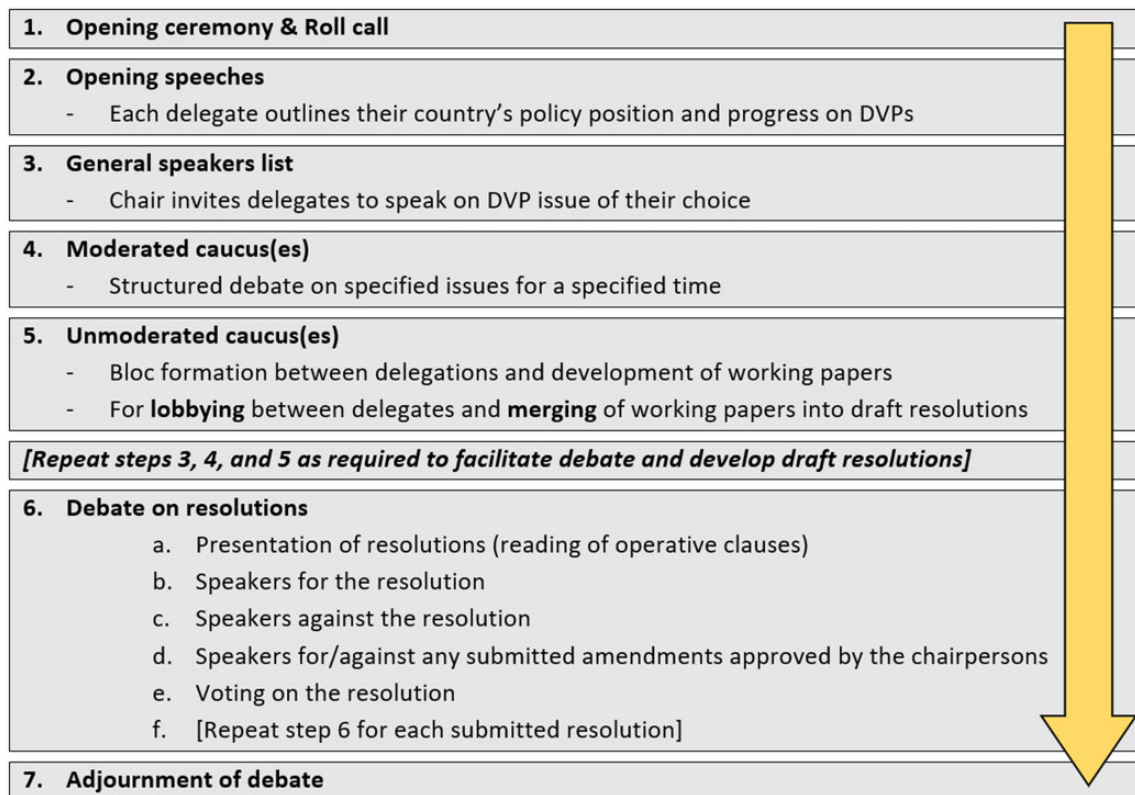 1. Opening ceremony & Roll call
2. Opening speeches
- Each delegate outlines their country’s policy position and progress on DVPs
3. General speakers list
- Chair invites delegates to speak on DVP issue of their choice
4. Moderated caucus(es)
- Structured debate on specified issues for a specified time
5. Unmoderated caucus(es)
- Bloc formation between delegations and development of working papers
- For lobbying between delegates and merging of working papers into draft resolutions
[Repeat steps 3, 4, and 5 as required to facilitate debate and develop draft resolutions]
6. Debate on resolutions
a. Presentation of resolutions (reading of operative clauses)
b. Speakers for the resolution
c. Speakers against the resolution
d. Speakers for/against any submitted amendments approved by the chairpersons
e. Voting on the resolution
f. [Repeat step 6 for each submitted resolution]
7. Adjournment of debate